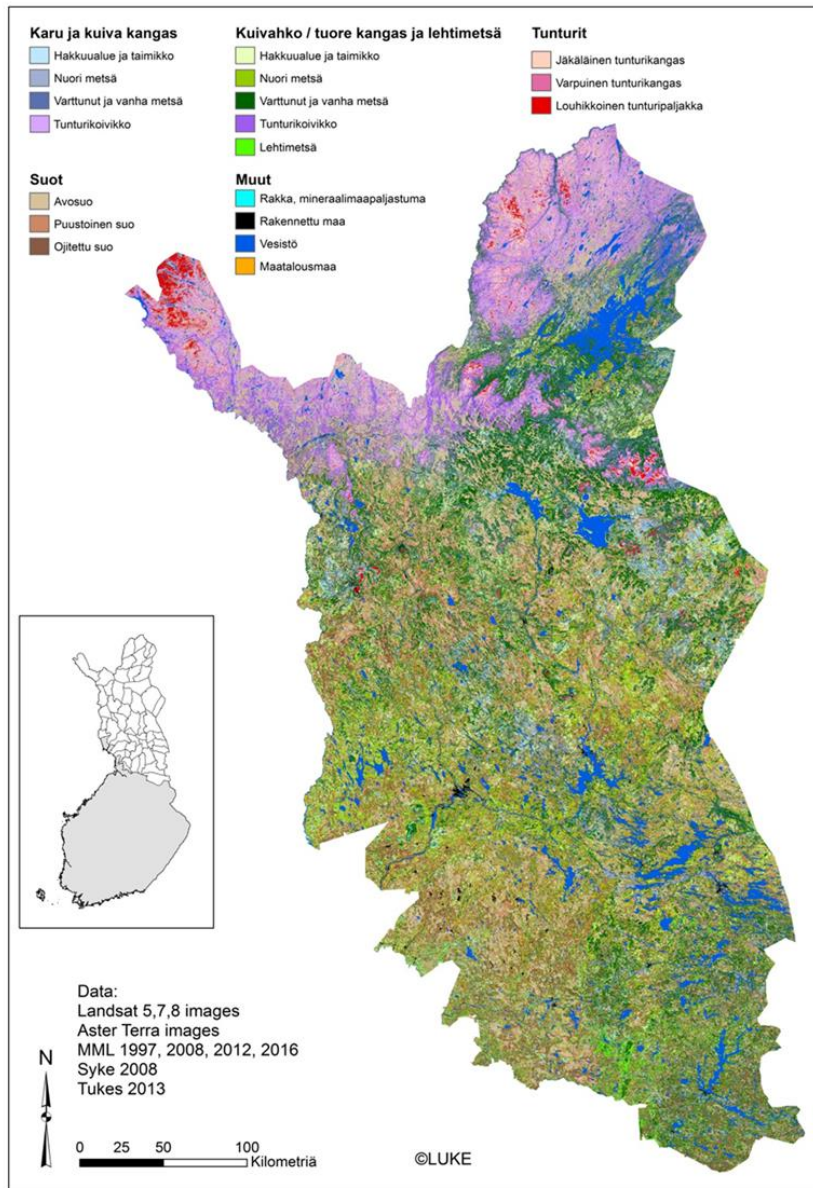 Karu ja kuiva kangas
Hakkuualue ja taimikko
Nuori metsä
Varttunut ja vanha metsä
Tunturikoivikko
Kuivahko / tuore kangas ja lehtimetsä
Hakkuualue ja taimikko
Nuori metsä
Varttunut ja vanha metsä
Tunturikoivikko
Lehtimetsä
Tunturit
Jäkäläinen tunturikangas
Varpuinen tunturikangas
Louhikkoinen tunturipaljakka
Suot
Avosuo
Puustoinen suo
Ojitettu suo
Muut
Rakka, mineraalimaapaljastuma
Rakennettu maa
Vesistö
Maatalousmaa
Data:
Landsat 5,7,8 images
Aster Terra images
MML 1997, 2008, 2012, 2016
Syke 2008
Tukes 2013
N
0 25 50 100
Kilometriä
©LUKE